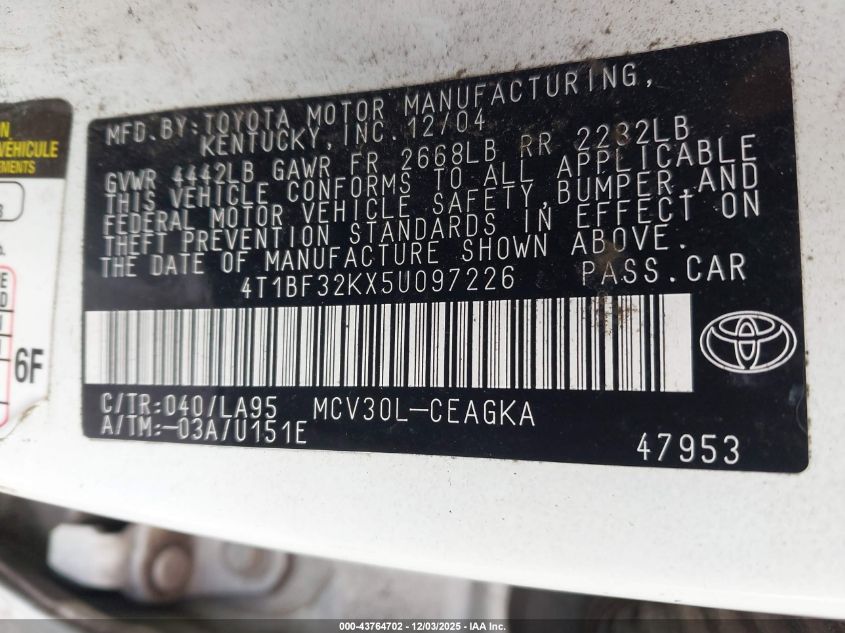 MFD. BY: TOYOTA MOTOR MANUFACTURING,
KENTUCKY, INC. 12/04
GVWR 4442LB GAWR FR 2668LB RR 2232LB
THIS VEHICLE CONFORMS TO ALL APPLICABLE
FEDERAL MOTOR VEHICLE SAFETY, BUMPER, AND
THEFT PREVENTION STANDARDS IN EFFECT ON
THE DATE OF MANUFACTURE SHOWN ABOVE.
4T1BF32KX5U097226 PASS.CAR
C/TR:040/LA95 MCV30L-CEAGKA
A/TM:-03A/U151E
47953
VÉHICULE
6F
000-43764702 - 12/03/2025 - IAA Inc.